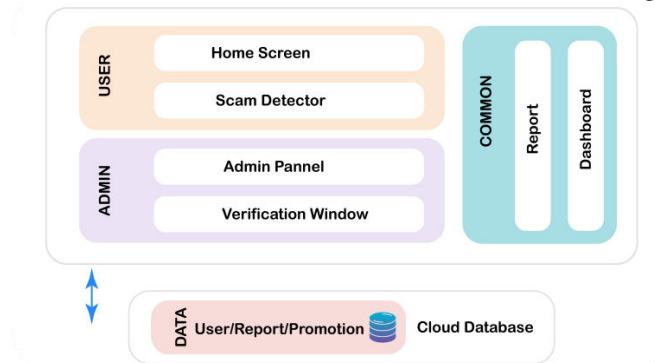 USER
Home Screen
Scam Detector
ADMIN
Admin Pannel
Verification Window
COMMON
Report
Dashboard
DATA
User/Report/Promotion
Cloud Database